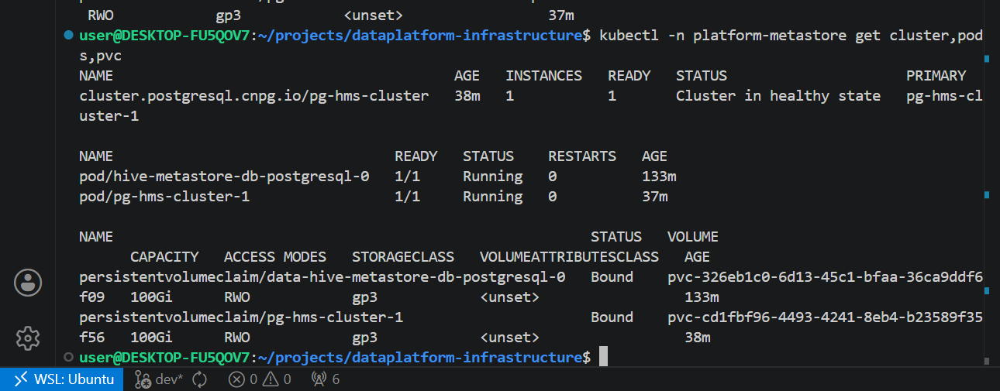 RWO gp3 <unset> 37m
user@DESKTOP-FU5QOV7:~/projects/dataplatform-infrastructure$ kubectl -n platform-metastore get cluster,pod
s,pvc
NAME AGE INSTANCES READY STATUS PRIMARY
cluster.postgresql.cnpg.io/pg-hms-cluster 38m 1 1 Cluster in healthy state pg-hms-cl
uster-1
NAME READY STATUS RESTARTS AGE
pod/hive-metastore-db-postgresql-0 1/1 Running 0 133m
pod/pg-hms-cluster-1 1/1 Running 0 37m
NAME STATUS VOLUME
CAPACITY ACCESS MODES STORAGECLASS VOLUMEATTRIBUTESCLASS AGE
persistentvolumeclaim/data-hive-metastore-db-postgresql-0 Bound pvc-326eb1c0-6d13-45c1-bfaa-36ca9ddf6
f09 100Gi RWO gp3 <unset> 133m
persistentvolumeclaim/pg-hms-cluster-1 Bound pvc-cd1fbf96-4493-4241-8eb4-b23589f35
f56 100Gi RWO gp3 <unset> 38m
user@DESKTOP-FU5QOV7:~/projects/dataplatform-infrastructure$
WSL: Ubuntu dev* 0 0 6